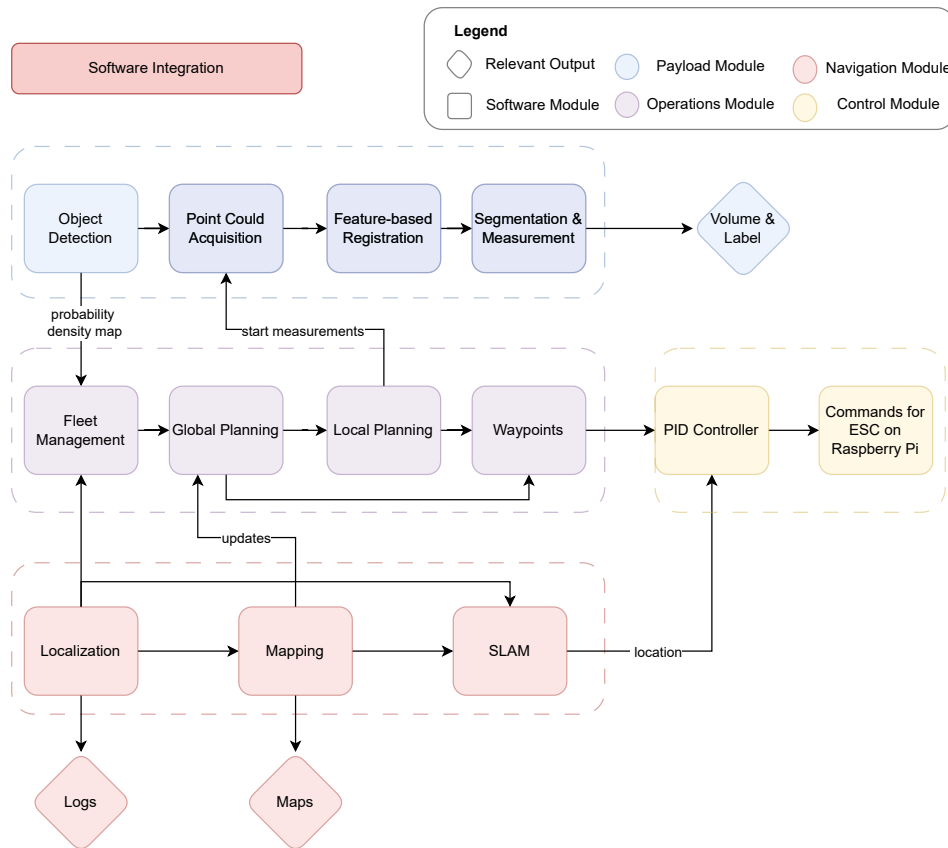 Software Integration
Legend
Relevant Output
Payload Module
Navigation Module
Software Module
Operations Module
Control Module
Object
Detection
Point Could
Acquisition
Feature-based
Registration
Segmentation &
Measurement
Volume &
Label
probability
density map
start measurements
Fleet
Management
Global Planning
Local Planning
Waypoints
PID Controller
Commands for
ESC on
Raspberry Pi
updates
Localization
Mapping
SLAM
location
Logs
Maps